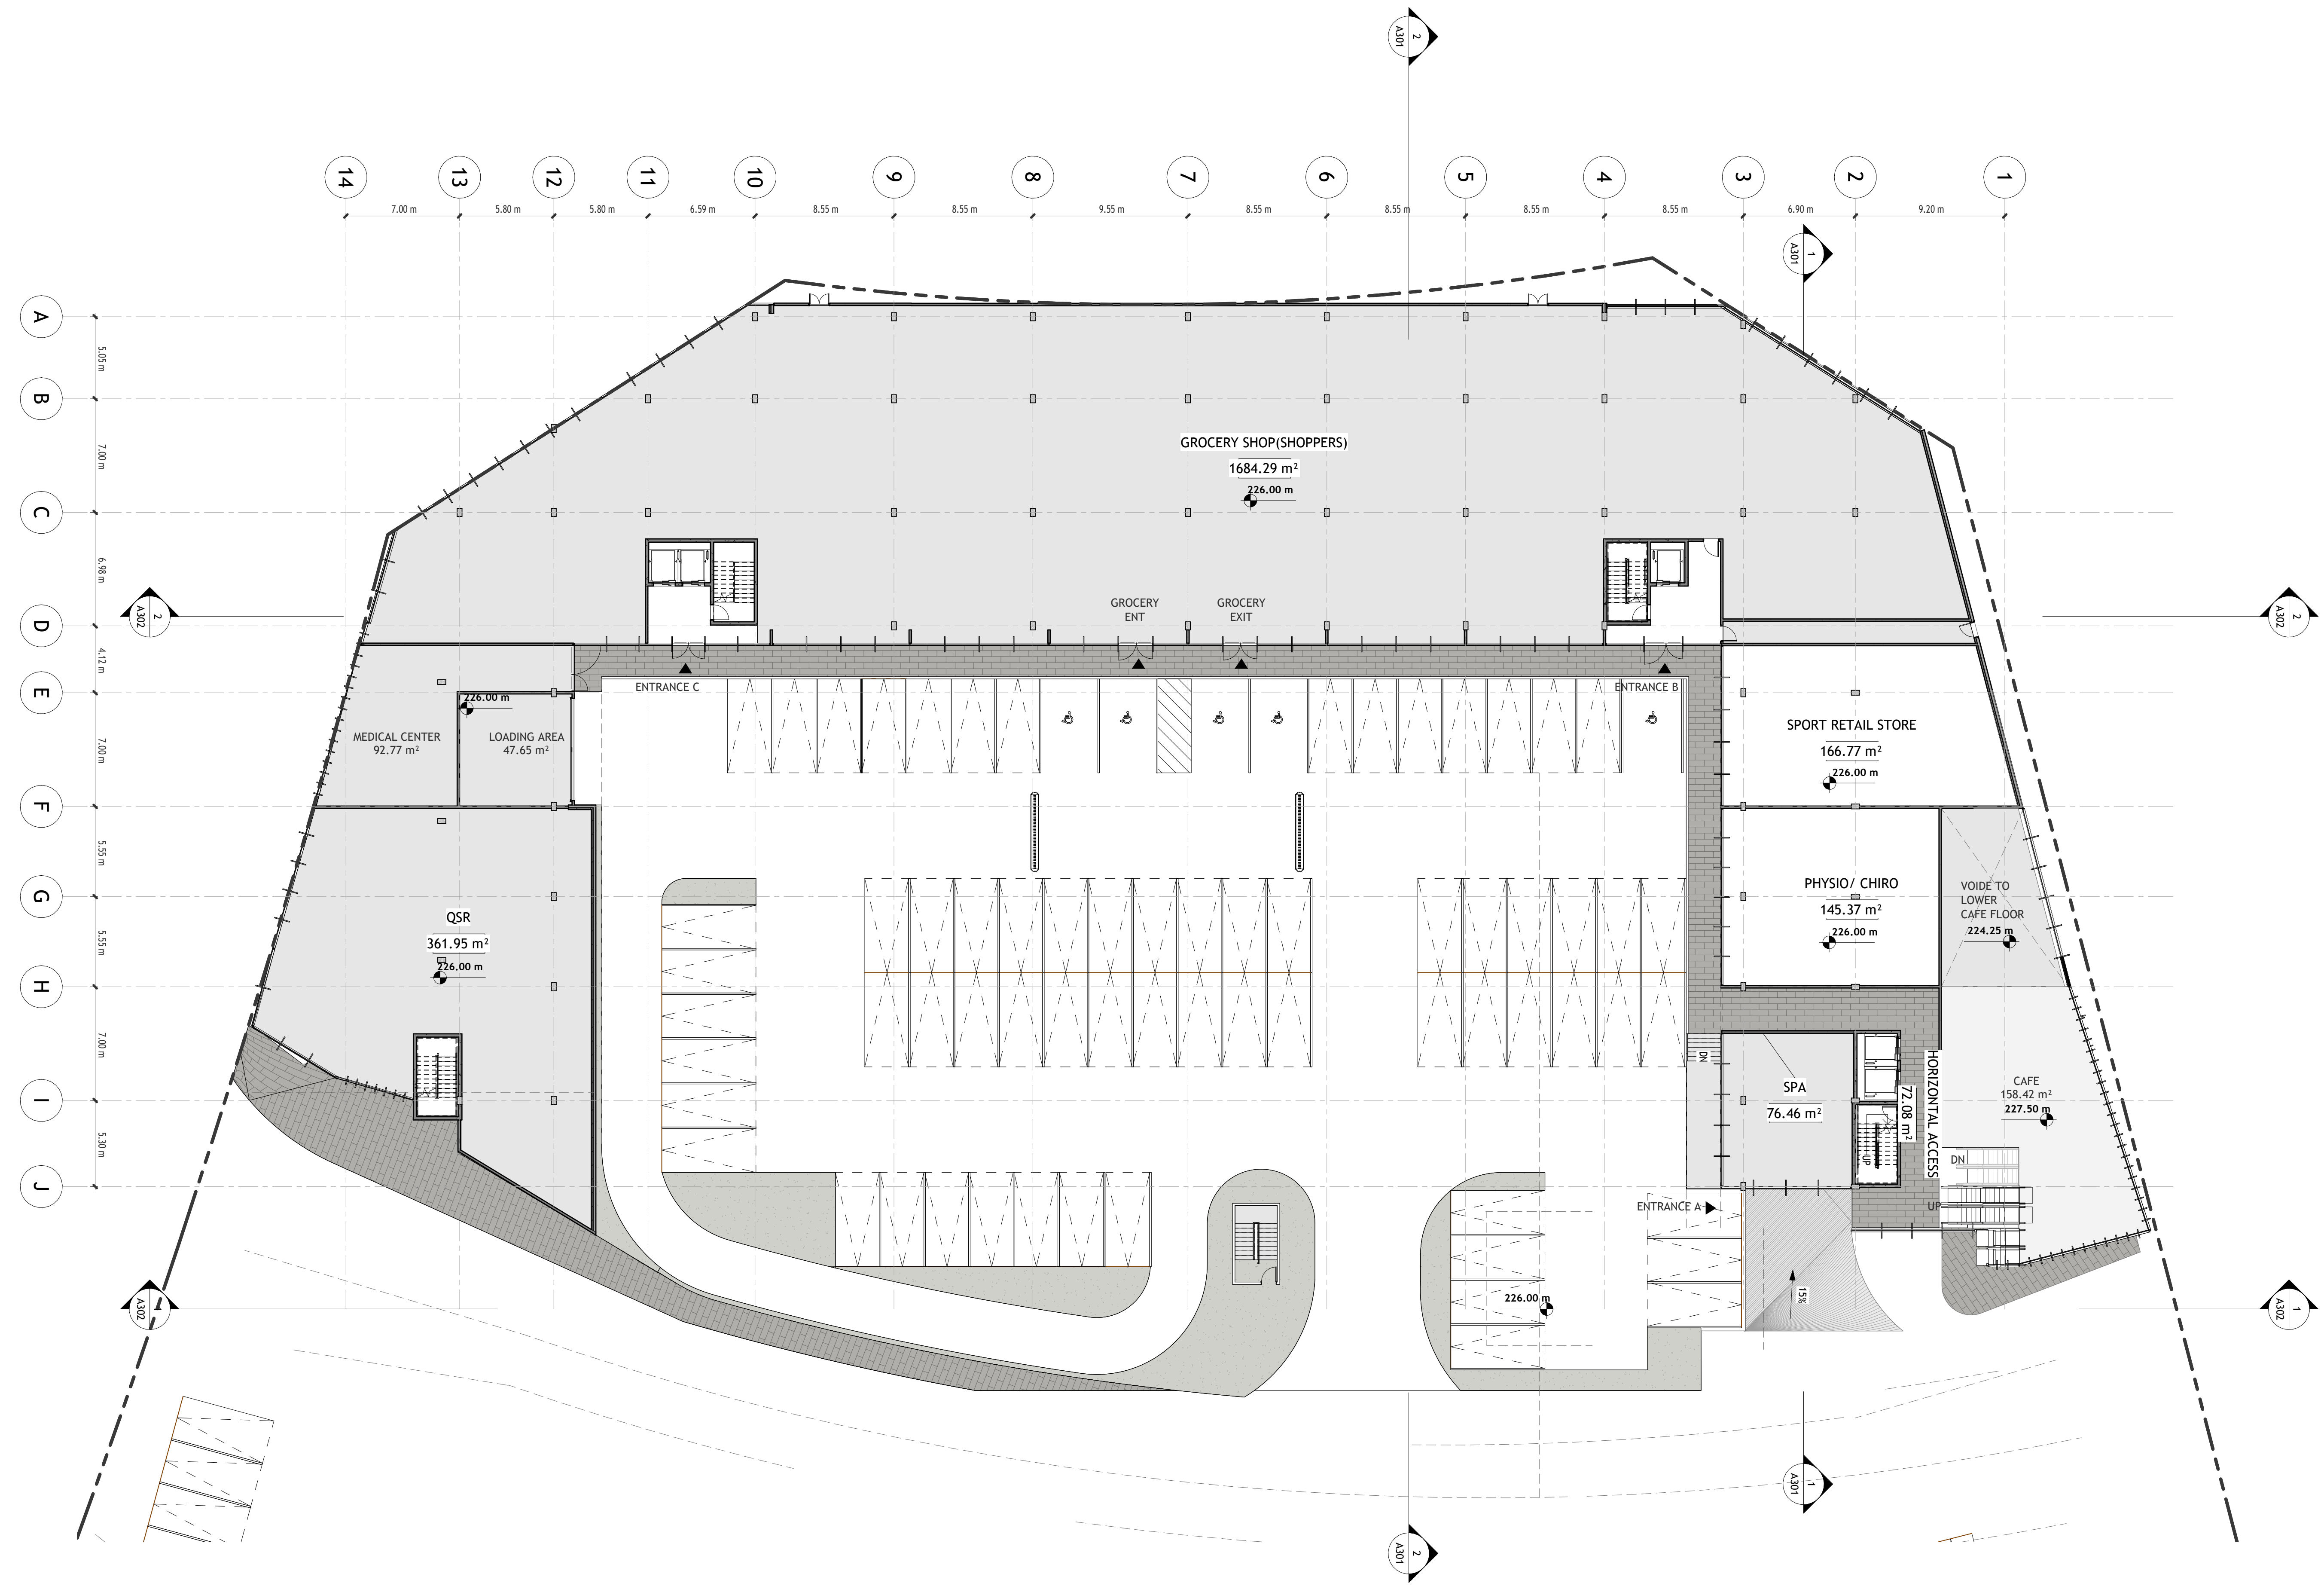 2
A301
14
13
12
11
10
9
8
7
6
5
4
3
2
1
7.00 m
5.80 m
5.80 m
6.59 m
8.55 m
8.55 m
9.55 m
8.55 m
8.55 m
8.55 m
8.55 m
6.90 m
9.20 m
1
A301
A
5.05 m
B
7.00 m
GROCERY SHOP(SHOPPERS)
1684.29 m²
226.00 m
C
6.98 m
2
A302
GROCERY
ENT
GROCERY
EXIT
2
A302
D
4.12 m
ENTRANCE C
ENTRANCE B
E
226.00 m
MEDICAL CENTER
92.77 m²
LOADING AREA
47.65 m²
SPORT RETAIL STORE
166.77 m²
226.00 m
7.00 m
F
5.55 m
PHYSIO/ CHIRO
145.37 m²
226.00 m
VOIDE TO
LOWER
CAFE FLOOR
224.25 m
G
QSR
361.95 m²
226.00 m
5.55 m
H
7.00 m
DN
SPA
76.46 m²
HORIZONTAL ACCESS
72.08 m²
CAFE
158.42 m²
227.50 m
I
5.30 m
UP
DN
J
ENTRANCE A
UP
226.00 m
15%
1
A302
1
A302
1
A301
2
A301